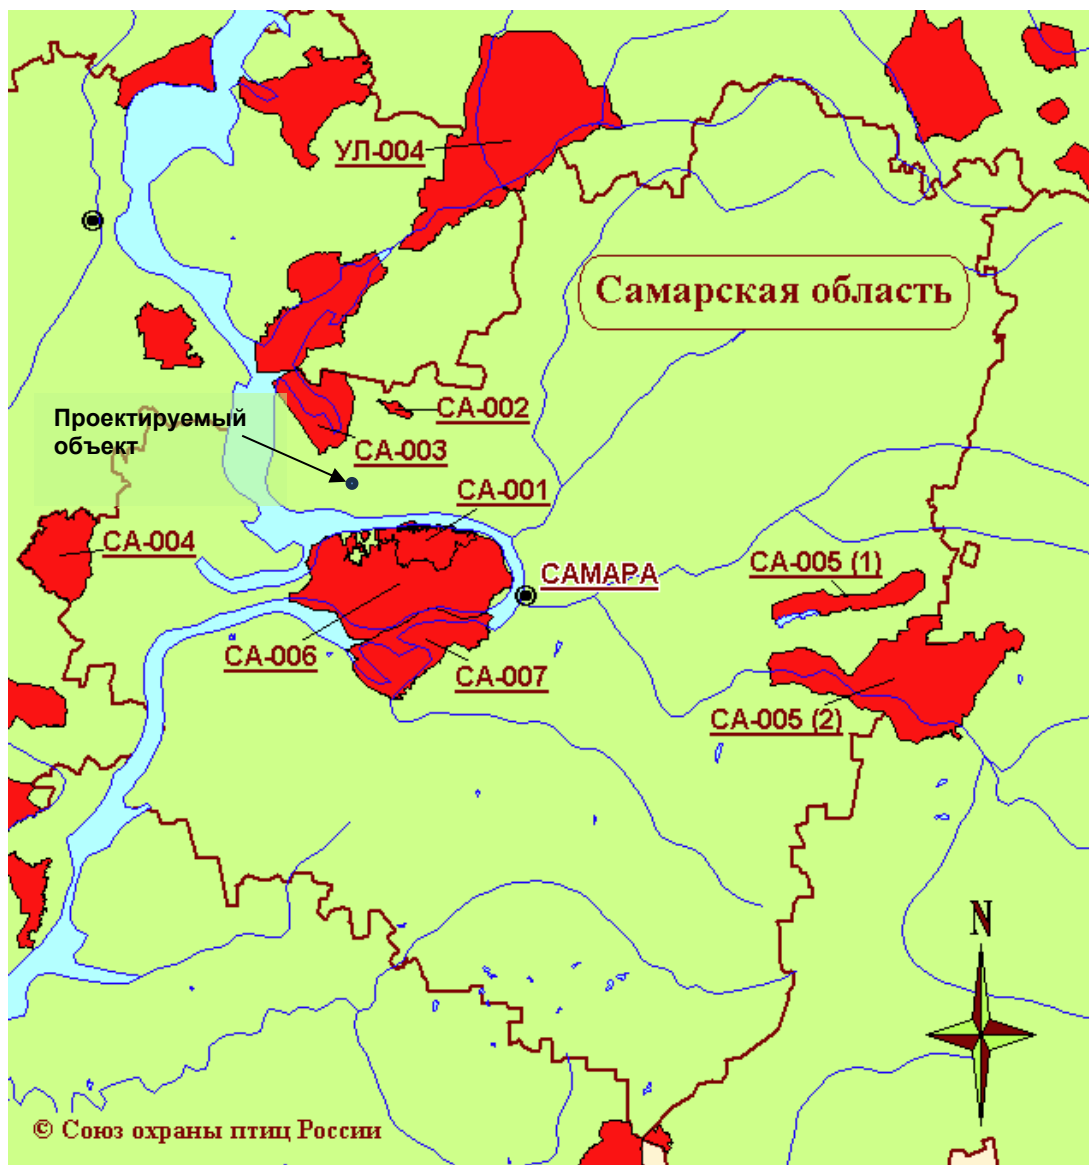 УЛ-004
Самарская область
СА-002
Проектируемый
объект
СА-003
СА-001
СА-004
СА-005 (1)
САМАРА
СА-006
СА-007
СА-005 (2)
N
© Союз охраны птиц России